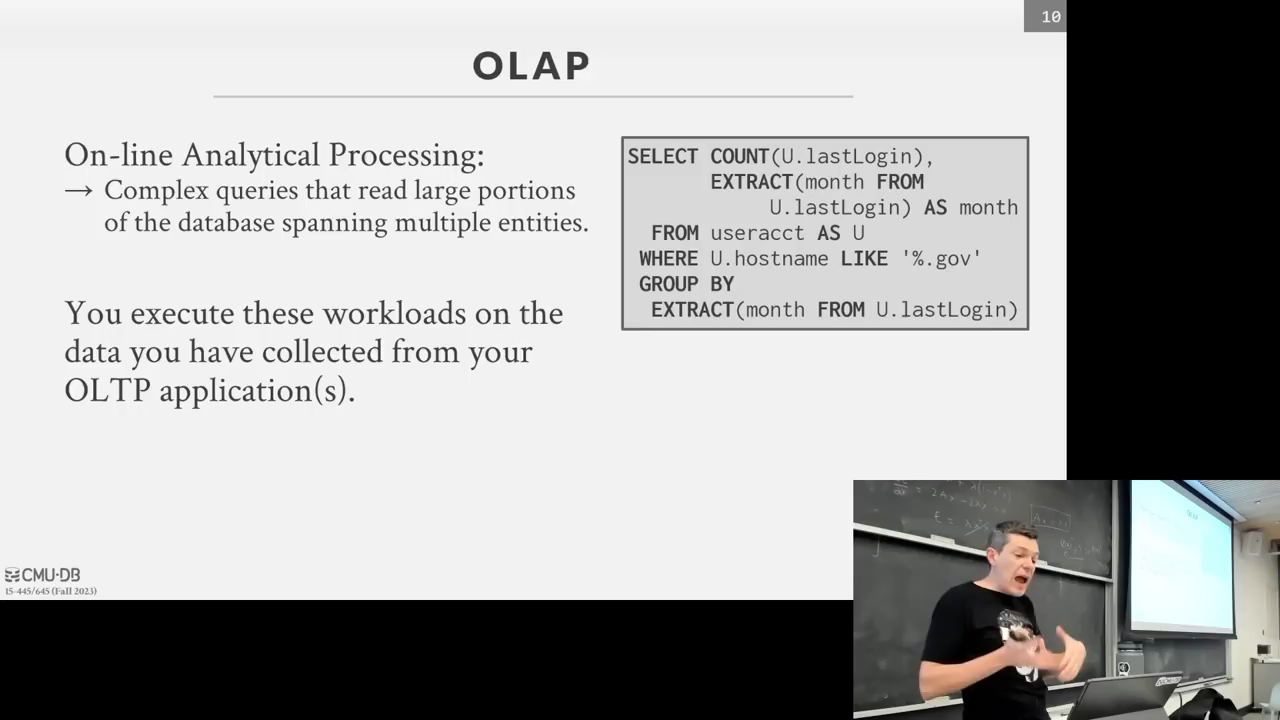 10
OLAP
On-line Analytical Processing:
→ Complex queries that read large portions
of the database spanning multiple entities.
You execute these workloads on the
data you have collected from your
OLTP application(s).
SELECT COUNT(U.lastLogin),
EXTRACT(month FROM
U.lastLogin) AS month
FROM useracct AS U
WHERE U.hostname LIKE '%.gov'
GROUP BY
EXTRACT(month FROM U.lastLogin)
CMU·DB
15-445/645 (Fall 2023)
OLAP